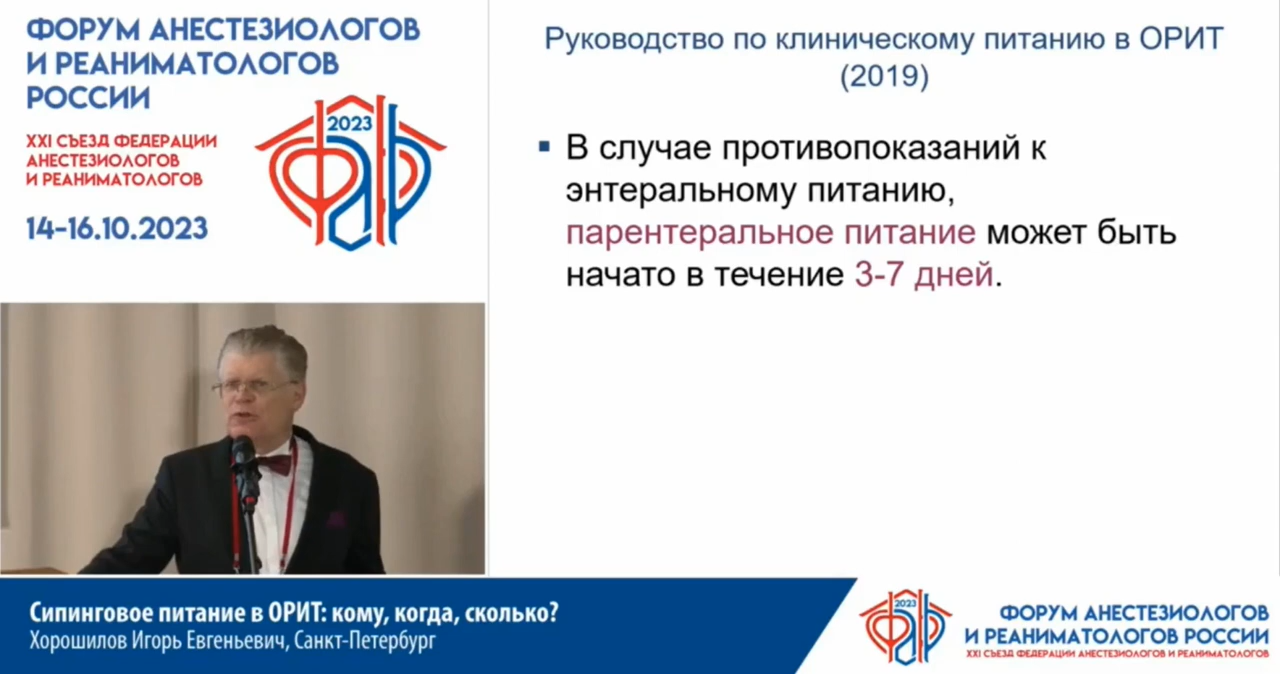 ФОРУМ АНЕСТЕЗИОЛОГОВ
И РЕАНИМАТОЛОГОВ
РОССИИ
XXI СЪЕЗД ФЕДЕРАЦИИ
АНЕСТЕЗИОЛОГОВ
И РЕАНИМАТОЛОГОВ
14-16.10.2023
2023
ФАР
Руководство по клиническому питанию в ОРИТ
(2019)
▪ В случае противопоказаний к
энтеральному питанию,
парентеральное питание может быть
начато в течение 3-7 дней.
Сипинговое питание в ОРИТ: кому, когда, сколько?
Хорошилов Игорь Евгеньевич, Санкт-Петербург
2023
ФАР
ФОРУМ АНЕСТЕЗИОЛОГОВ
И РЕАНИМАТОЛОГОВ РОССИИ
XXI СЪЕЗД ФЕДЕРАЦИИ АНЕСТЕЗИОЛОГОВ И РЕАНИМАТОЛОГОВ